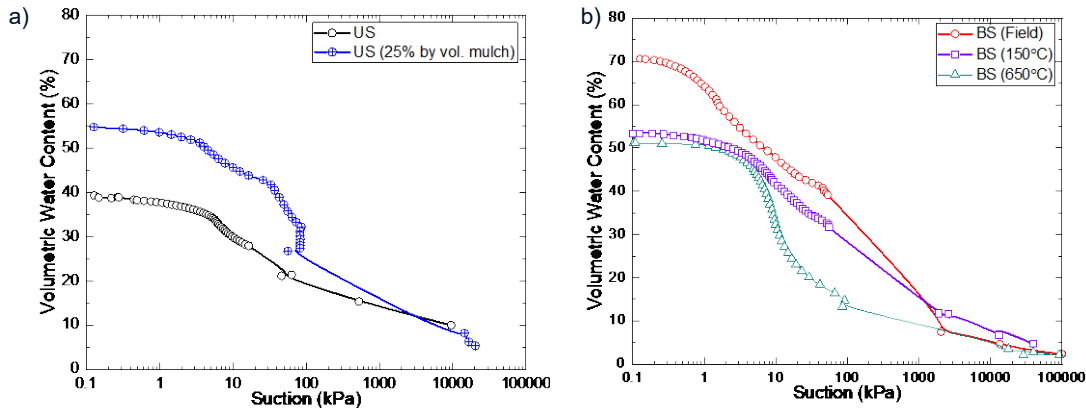 a)
US
US (25% by vol. mulch)
Volumetric Water Content (%)
80
70
60
50
40
30
20
10
0
0.1
1
10
100
1000
10000
100000
Suction (kPa)
b)
BS (Field)
BS (150°C)
BS (650°C)
Volumetric Water Content (%)
80
70
60
50
40
30
20
10
0
0.1
1
10
100
1000
10000
100000
Suction (kPa)